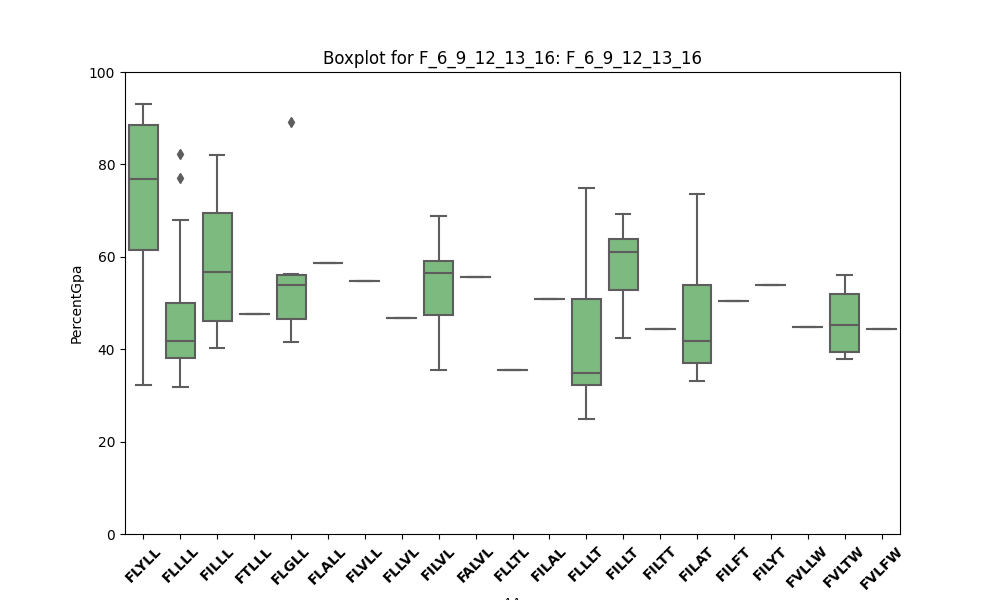 Boxplot for F_6_9_12_13_16: F_6_9_12_13_16
PercentGpa
100
80
60
40
20
0
FLYLL FLLLL FILLL FTLLL FLGLL FLALL FLVLL FLLVL FILVL FALVL FLLTL FILAL FLLLT FILLT FILTT FILAT FILFT FILYT FVLLW FVLTW FVLFW